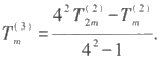 $$T_m^{(3)} = \frac{4^2 T_{2m}^{(2)} - T_m^{(2)}}{4^2 - 1}.$$